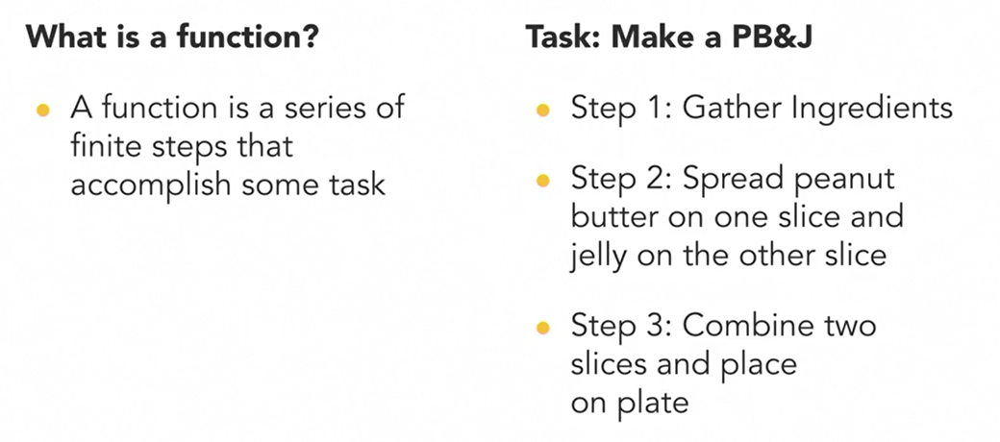 What is a function?
• A function is a series of
finite steps that
accomplish some task
Task: Make a PB&J
• Step 1: Gather Ingredients
• Step 2: Spread peanut
butter on one slice and
jelly on the other slice
• Step 3: Combine two
slices and place
on plate